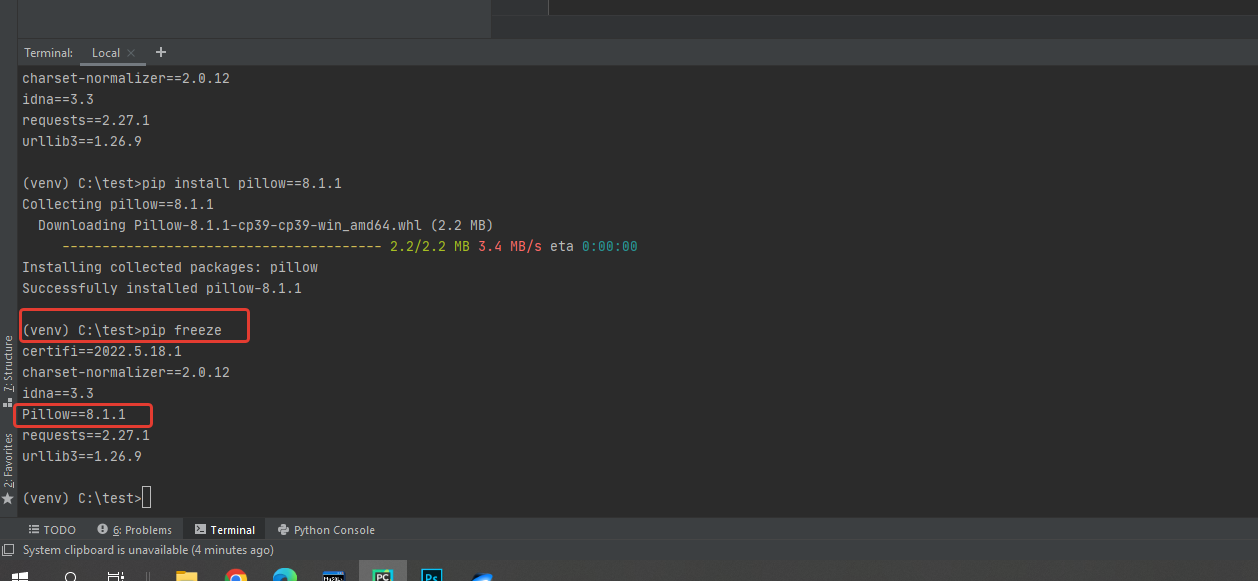 Terminal:
Local
charset-normalizer==2.0.12
idna==3.3
requests==2.27.1
urllib3==1.26.9
(venv) C:\test>pip install pillow==8.1.1
Collecting pillow==8.1.1
Downloading Pillow-8.1.1-cp39-cp39-win_amd64.whl (2.2 MB)
---------------------------------------- 2.2/2.2 MB 3.4 MB/s eta 0:00:00
Installing collected packages: pillow
Successfully installed pillow-8.1.1
(venv) C:\test>pip freeze
certifi==2022.5.18.1
charset-normalizer==2.0.12
idna==3.3
Pillow==8.1.1
requests==2.27.1
urllib3==1.26.9
(venv) C:\test>
7: Structure
2: Favorites
TODO
6: Problems
Terminal
Python Console
System clipboard is unavailable (4 minutes ago)
PC
Ps